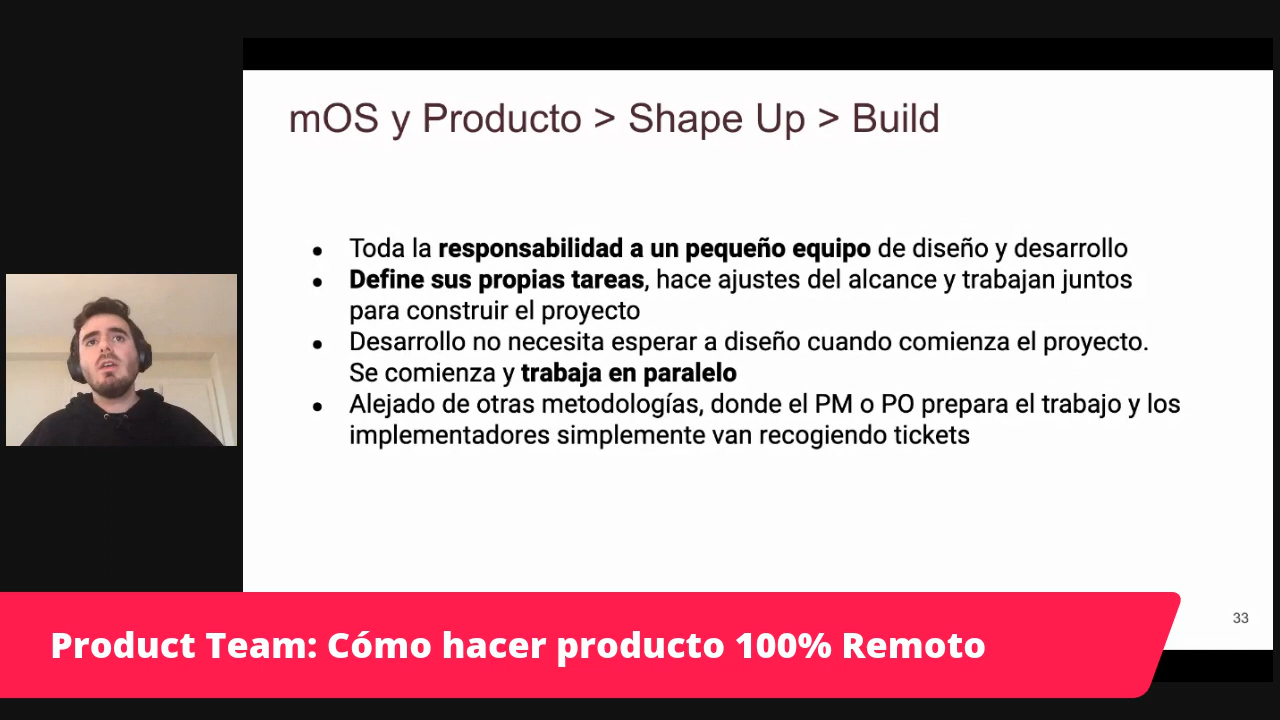 mOS y Producto > Shape Up > Build
● Toda la responsabilidad a un pequeño equipo de diseño y desarrollo
● Define sus propias tareas, hace ajustes del alcance y trabajan juntos
para construir el proyecto
● Desarrollo no necesita esperar a diseño cuando comienza el proyecto.
Se comienza y trabaja en paralelo
● Alejado de otras metodologías, donde el PM o PO prepara el trabajo y los
implementadores simplemente van recogiendo tickets
33
Product Team: Cómo hacer producto 100% Remoto